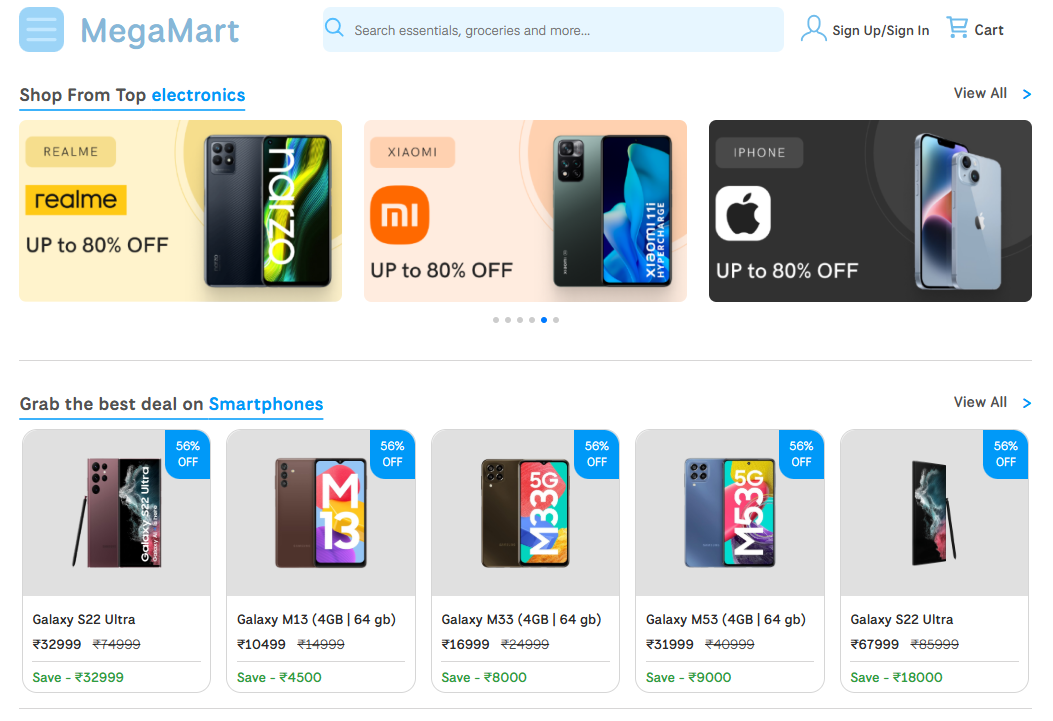 MegaMart
Search essentials, groceries and more...
Sign Up/Sign In
Cart
Shop From Top electronics
View All >
REALME
realme
UP to 80% OFF
narzo
XIAOMI
mi
UP to 80% OFF
xiaomi 11i
HYPERCHARGE
IPHONE
UP to 80% OFF
Grab the best deal on Smartphones
View All >
56%
OFF
Galaxy S22 Ultra
Galaxy S22 Ultra
₹32999 ₹74999
Save - ₹32999
56%
OFF
M
13
Galaxy M13 (4GB | 64 gb)
₹10499 ₹14999
Save - ₹4500
56%
OFF
M33 5G
Galaxy M33 (4GB | 64 gb)
₹16999 ₹24999
Save - ₹8000
56%
OFF
M53 5G
Galaxy M53 (4GB | 64 gb)
₹31999 ₹40999
Save - ₹9000
56%
OFF
Galaxy S22 Ultra
₹67999 ₹85999
Save - ₹18000